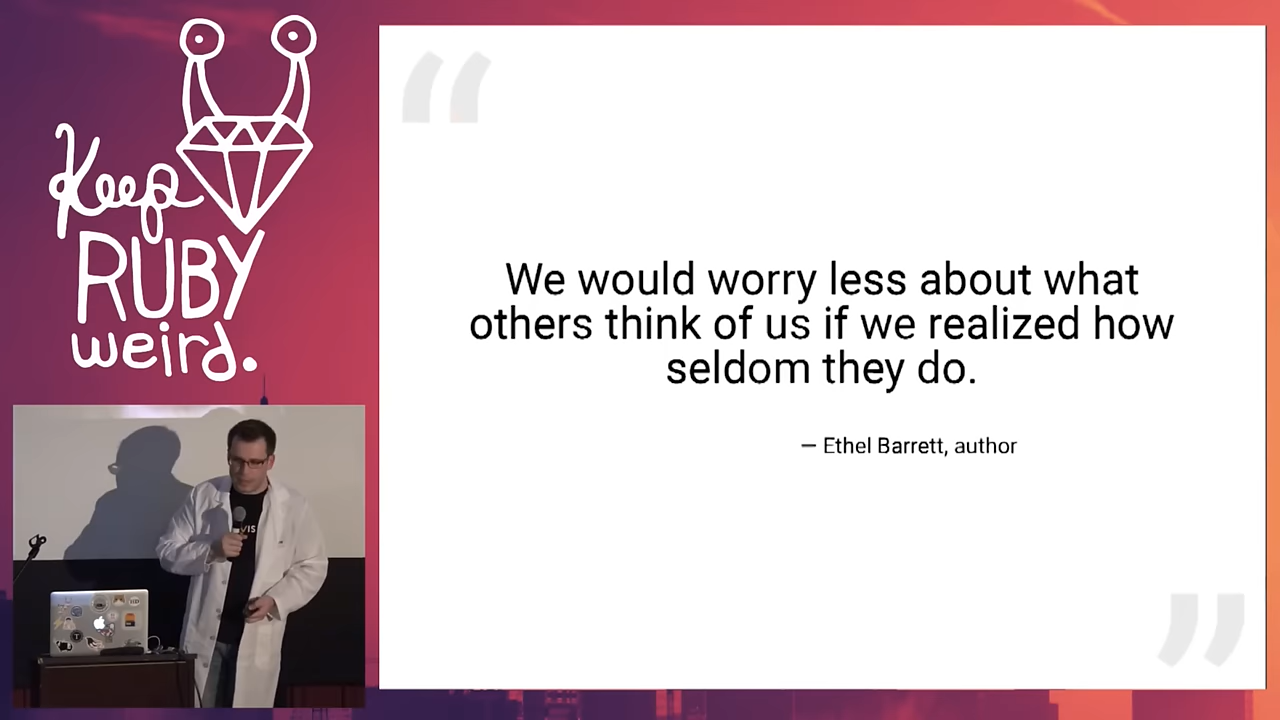 Keep
RUBY
weird.
We would worry less about what
others think of us if we realized how
seldom they do.
— Ethel Barrett, author
VIS